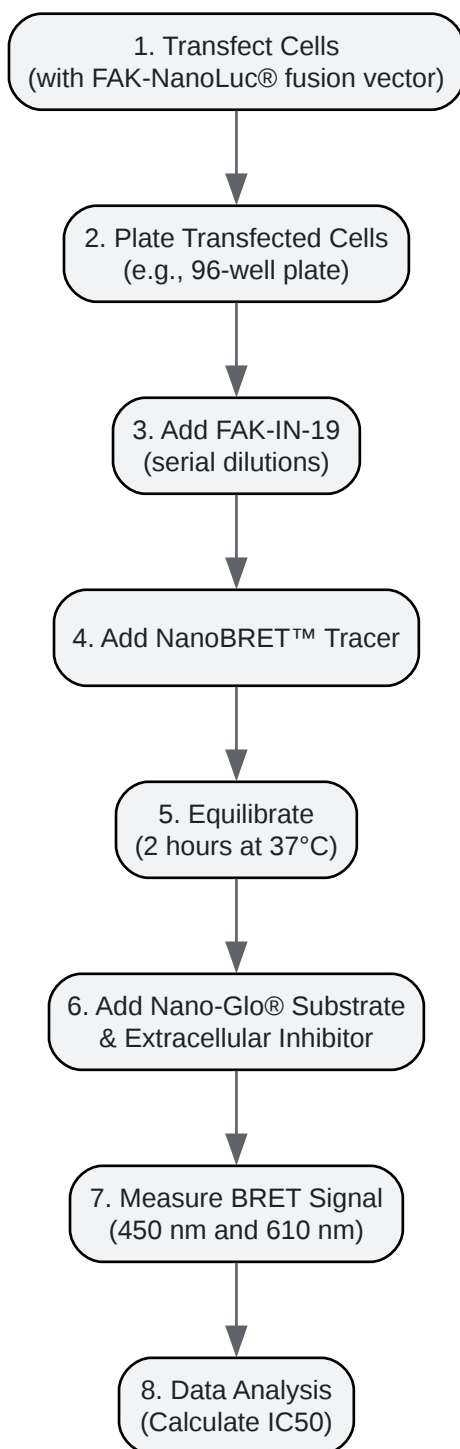 1. Transfect Cells
(with FAK-NanoLuc® fusion vector)
2. Plate Transfected Cells
(e.g., 96-well plate)
3. Add FAK-IN-19
(serial dilutions)
4. Add NanoBRET™ Tracer
5. Equilibrate
(2 hours at 37°C)
6. Add Nano-Glo® Substrate
& Extracellular Inhibitor
7. Measure BRET Signal
(450 nm and 610 nm)
8. Data Analysis
(Calculate IC50)